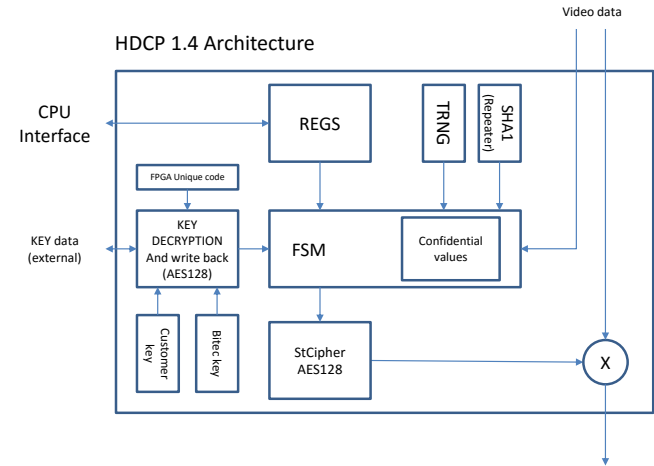 Video data
HDCP 1.4 Architecture
CPU
Interface
REGS
TRNG
SHA1
(Repeater)
FPGA Unique code
KEY data
(external)
KEY
DECRYPTION
And write back
(AES128)
FSM
Confidential
values
Customer
key
Bitec key
StCipher
AES128
X